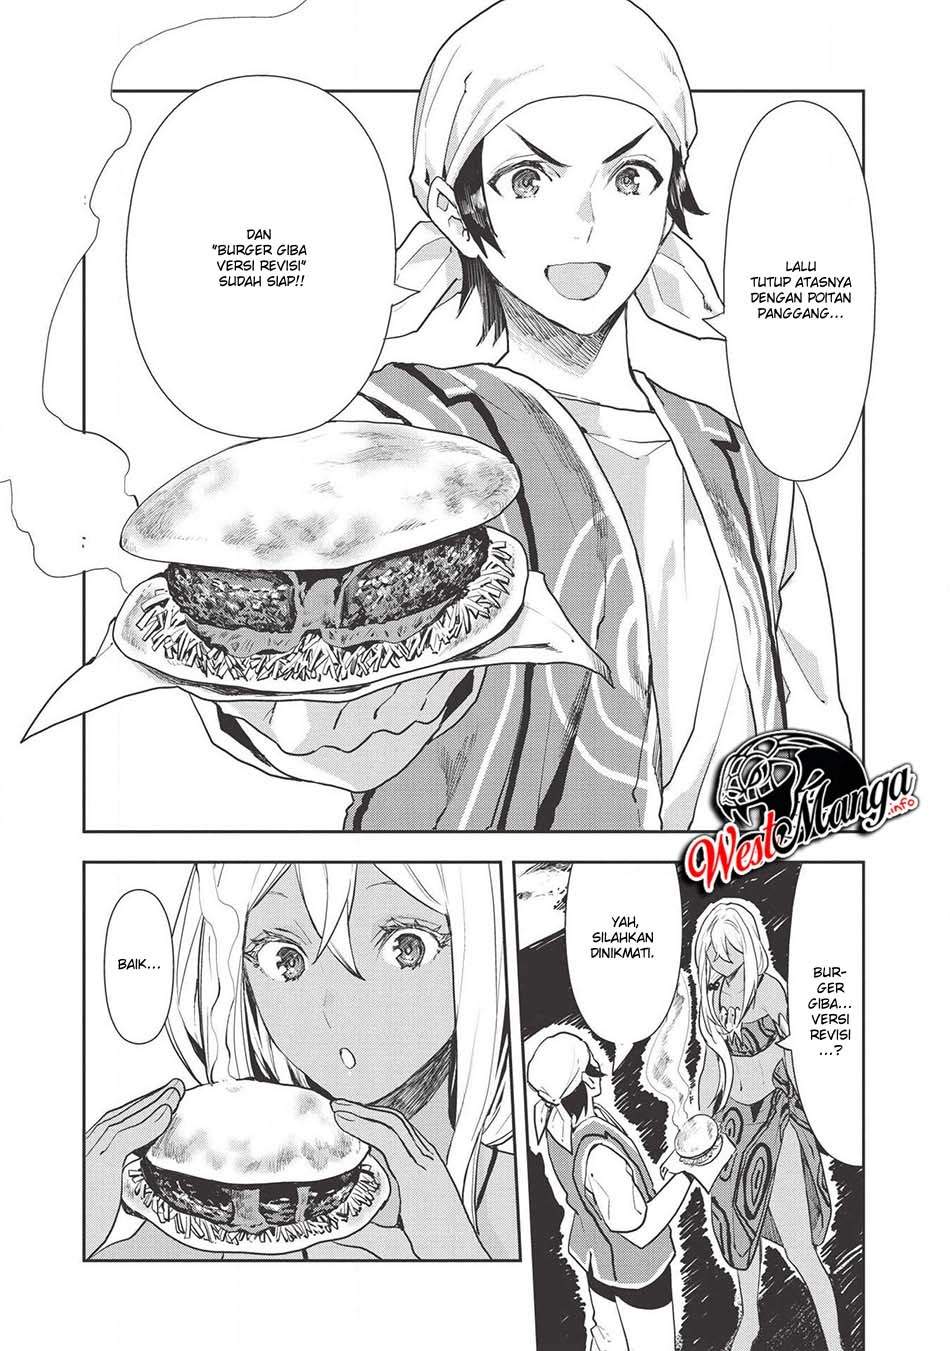 LALU
TUTUP ATASNYA
DENGAN POITAN
PANGGANG...
DAN
"BURGER GIBA
VERSI REVISI"
SUDAH SIAP!!
WestManga
.info
BUR-
GER
GIBA...
VERSI
REVISI
...?
YAH,
SILAHKAN
DINIKMATI.
BAIK...